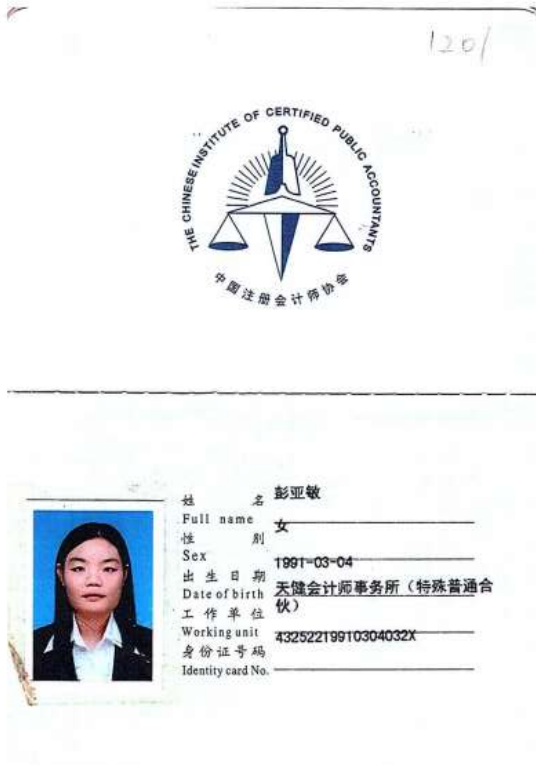 1201
THE CHINESE INSTITUTE OF CERTIFIED PUBLIC ACCOUNTANTS
中国注册会计师协会
姓 名 彭亚敏
Full name
性 别 女
Sex
出生日期 1991-03-04
Date of birth
工作单位 天健会计师事务所（特殊普通合
伙）
Working unit
身份证号码 43252219910304032X
Identity card No.